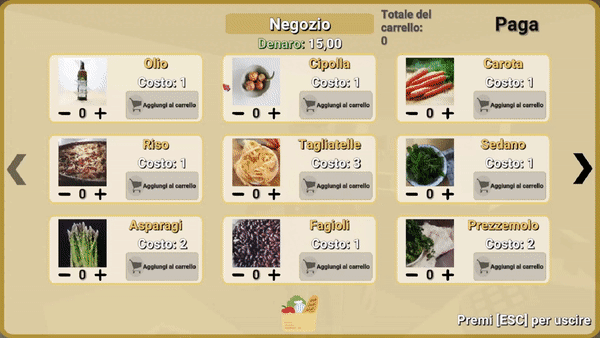 Negozio
Totale del
carrello:
0
Paga
Denaro: 15,00
Olio
Costo: 1
0
Aggiungi al carrello
Cipolla
Costo: 1
0
Aggiungi al carrello
Carota
Costo: 1
0
Aggiungi al carrello
Riso
Costo: 1
0
Aggiungi al carrello
Tagliatelle
Costo: 3
0
Aggiungi al carrello
Sedano
Costo: 1
0
Aggiungi al carrello
Asparagi
Costo: 2
0
Aggiungi al carrello
Fagioli
Costo: 1
0
Aggiungi al carrello
Prezzemolo
Costo: 2
0
Aggiungi al carrello
Premi [ESC] per uscire